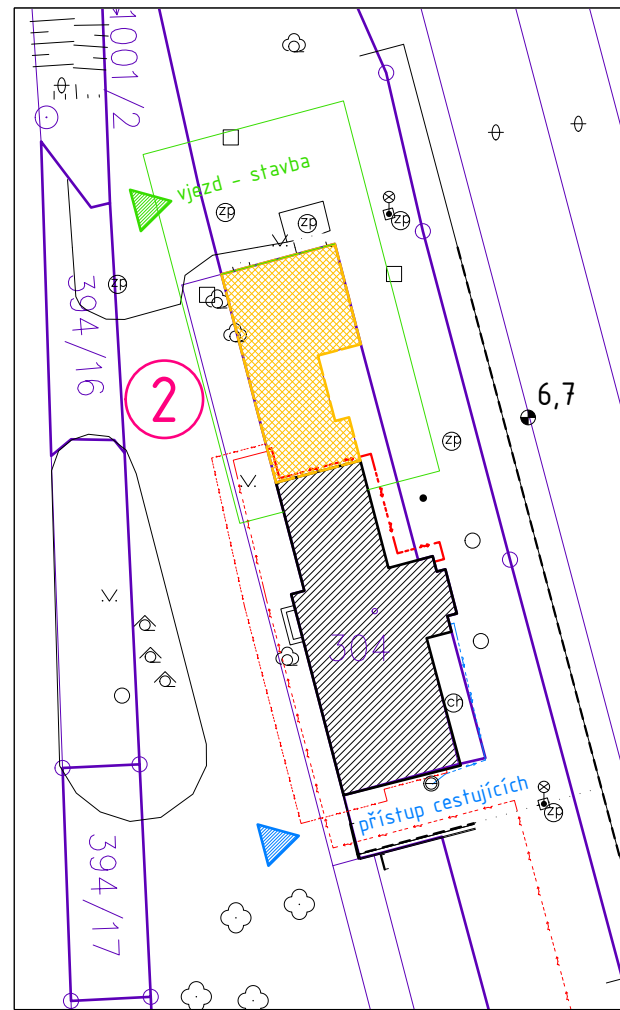 1001/2
vjezd - stavba
zp
zp
zp
zp
394/16
2
6,7
zp
304
ch
přístup cestujících
zp
394/17